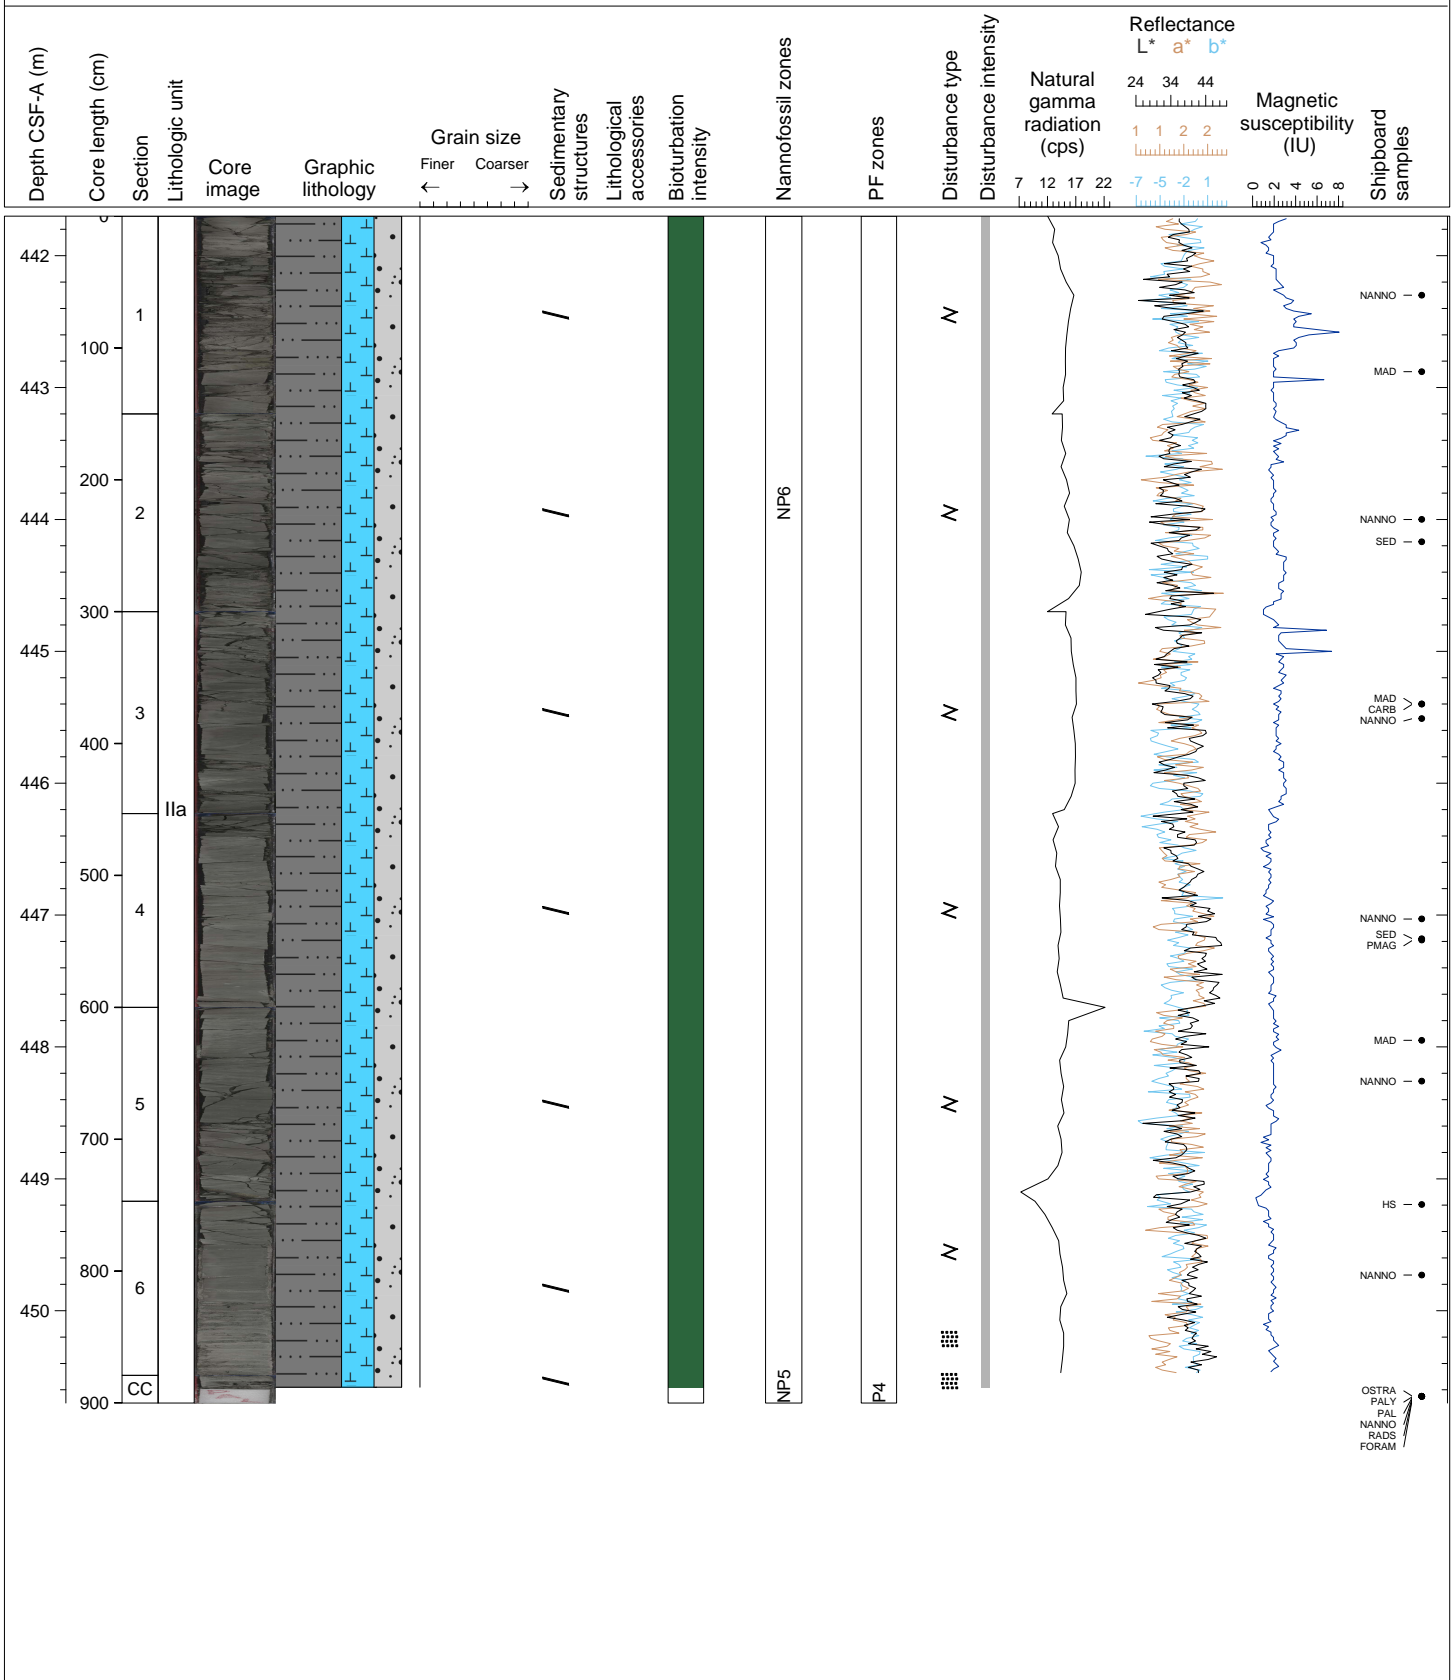 Depth CSF-A (m)
Core length (cm)
Section
Lithologic unit
Core
image
Graphic
lithology
Grain size
Finer Coarser
← →
Sedimentary
structures
Lithological
accessories
Bioturbation
intensity
Nannofossil zones
PF zones
Disturbance type
Disturbance intensity
Natural
gamma
radiation
(cps)
7 12 17 22
Reflectance
L* a* b*
24 34 44
1 1 2 2
-7 -5 -2 1
Magnetic
susceptibility
(IU)
0 2 4 6 8
Shipboard
samples
442
443
444
445
446
447
448
449
450
0
100
200
300
400
500
600
700
800
900
1
2
3
4
5
6
CC
IIa
NP6
NP5
P4
NANNO
MAD
NANNO
SED
MAD
CARB
NANNO
NANNO
SED
PMAG
MAD
NANNO
HS
NANNO
OSTRA
PALY
PAL
NANNO
RADS
FORAM